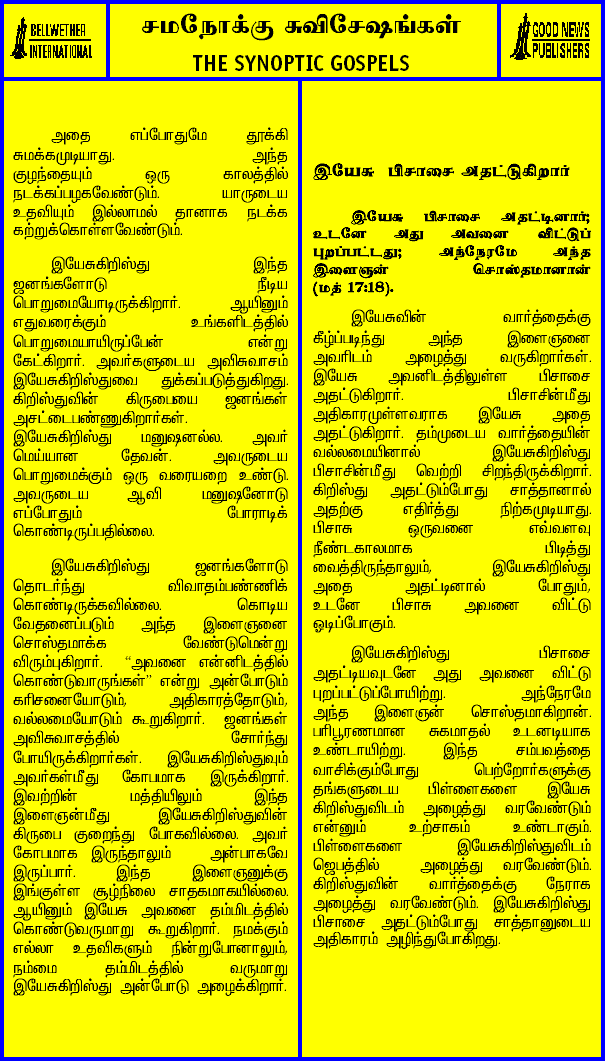 BELLWETHER
INTERNATIONAL
சமநோக்கு சுவிசேஷங்கள்
THE SYNOPTIC GOSPELS
GOOD NEWS
PUBLISHERS
அதை எப்போதுமே தூக்கி
சுமக்கமுடியாது. அந்த
குழந்தையும் ஒரு காலத்தில்
நடக்கப்பழகவேண்டும். யாருடைய
உதவியும் இல்லாமல் தானாக நடக்க
கற்றுக்கொள்ளவேண்டும்.
இயேசுகிறிஸ்து இந்த
ஜனங்களோடு நீடிய
பொறுமையோடிருக்கிறார். ஆயினும்
எதுவரைக்கும் உங்களிடத்தில்
பொறுமையாயிருப்பேன் என்று
கேட்கிறார். அவர்களுடைய அவிசுவாசம்
இயேசுகிறிஸ்துவை துக்கப்படுத்துகிறது.
கிறிஸ்துவின் கிருபையை ஜனங்கள்
அசட்டைபண்ணுகிறார்கள்.
இயேசுகிறிஸ்து மனுஷனல்ல. அவர்
மெய்யான தேவன். அவருடைய
பொறுமைக்கும் ஒரு வரையறை உண்டு.
அவருடைய ஆவி மனுஷனோடு
எப்போதும் போராடிக்
கொண்டிருப்பதில்லை.
இயேசுகிறிஸ்து ஜனங்களோடு
தொடர்ந்து விவாதம்பண்ணிக்
கொண்டிருக்கவில்லை. கொடிய
வேதனைப்படும் அந்த இளைஞனை
சொஸ்தமாக்க வேண்டுமென்று
விரும்புகிறார். “அவனை என்னிடத்தில்
கொண்டுவாருங்கள்” என்று அன்போடும்
கரிசனையோடும், அதிகாரத்தோடும்,
வல்லமையோடும் கூறுகிறார். ஜனங்கள்
அவிசுவாசத்தில் சோர்ந்து
போயிருக்கிறார்கள். இயேசுகிறிஸ்துவும்
அவர்கள்மீது கோபமாக இருக்கிறார்.
இவற்றின் மத்தியிலும் இந்த
இளைஞன்மீது இயேசுகிறிஸ்துவின்
கிருபை குறைந்து போகவில்லை. அவர்
கோபமாக இருந்தாலும் அன்பாகவே
இருப்பார். இந்த இளைஞனுக்கு
இங்குள்ள சூழ்நிலை சாதகமாகயில்லை.
ஆயினும் இயேசு அவனை தம்மிடத்தில்
கொண்டுவருமாறு கூறுகிறார். நமக்கும்
எல்லா உதவிகளும் நின்றுபோனாலும்,
நம்மை தம்மிடத்தில் வருமாறு
இயேசுகிறிஸ்து அன்போடு அழைக்கிறார்.
இயேசு பிசாசை அதட்டுகிறார்
இயேசு பிசாசை அதட்டினார்;
உடனே அது அவனை விட்டுப்
புறப்பட்டது; அந்நேரமே அந்த
இளைஞன் சொஸ்தமானான்
(மத் 17:18).
இயேசுவின் வார்த்தைக்கு
கீழ்ப்படிந்து அந்த இளைஞனை
அவரிடம் அழைத்து வருகிறார்கள்.
இயேசு அவனிடத்திலுள்ள பிசாசை
அதட்டுகிறார். பிசாசின்மீது
அதிகாரமுள்ளவராக இயேசு அதை
அதட்டுகிறார். தம்முடைய வார்த்தையின்
வல்லமையினால் இயேசுகிறிஸ்து
பிசாசின்மீது வெற்றி சிறந்திருக்கிறார்.
கிறிஸ்து அதட்டும்போது சாத்தானால்
அதற்கு எதிர்த்து நிற்கமுடியாது.
பிசாசு ஒருவனை எவ்வளவு
நீண்டகாலமாக பிடித்து
வைத்திருந்தாலும், இயேசுகிறிஸ்து
அதை அதட்டினால் போதும்,
உடனே பிசாசு அவனை விட்டு
ஓடிப்போகும்.
இயேசுகிறிஸ்து பிசாசை
அதட்டியவுடனே அது அவனை விட்டு
புறப்பட்டுப்போயிற்று. அந்நேரமே
அந்த இளைஞன் சொஸ்தமாகிறான்.
பரிபூரணமான சுகமாதல் உடனடியாக
உண்டாயிற்று. இந்த சம்பவத்தை
வாசிக்கும்போது பெற்றோர்களுக்கு
தங்களுடைய பிள்ளைகளை இயேசு
கிறிஸ்துவிடம் அழைத்து வரவேண்டும்
என்னும் உற்சாகம் உண்டாகும்.
பிள்ளைகளை இயேசுகிறிஸ்துவிடம்
ஜெபத்தில் அழைத்து வரவேண்டும்.
கிறிஸ்துவின் வார்த்தைக்கு நேராக
அழைத்து வரவேண்டும். இயேசுகிறிஸ்து
பிசாசை அதட்டும்போது சாத்தானுடைய
அதிகாரம் அழிந்துபோகிறது.